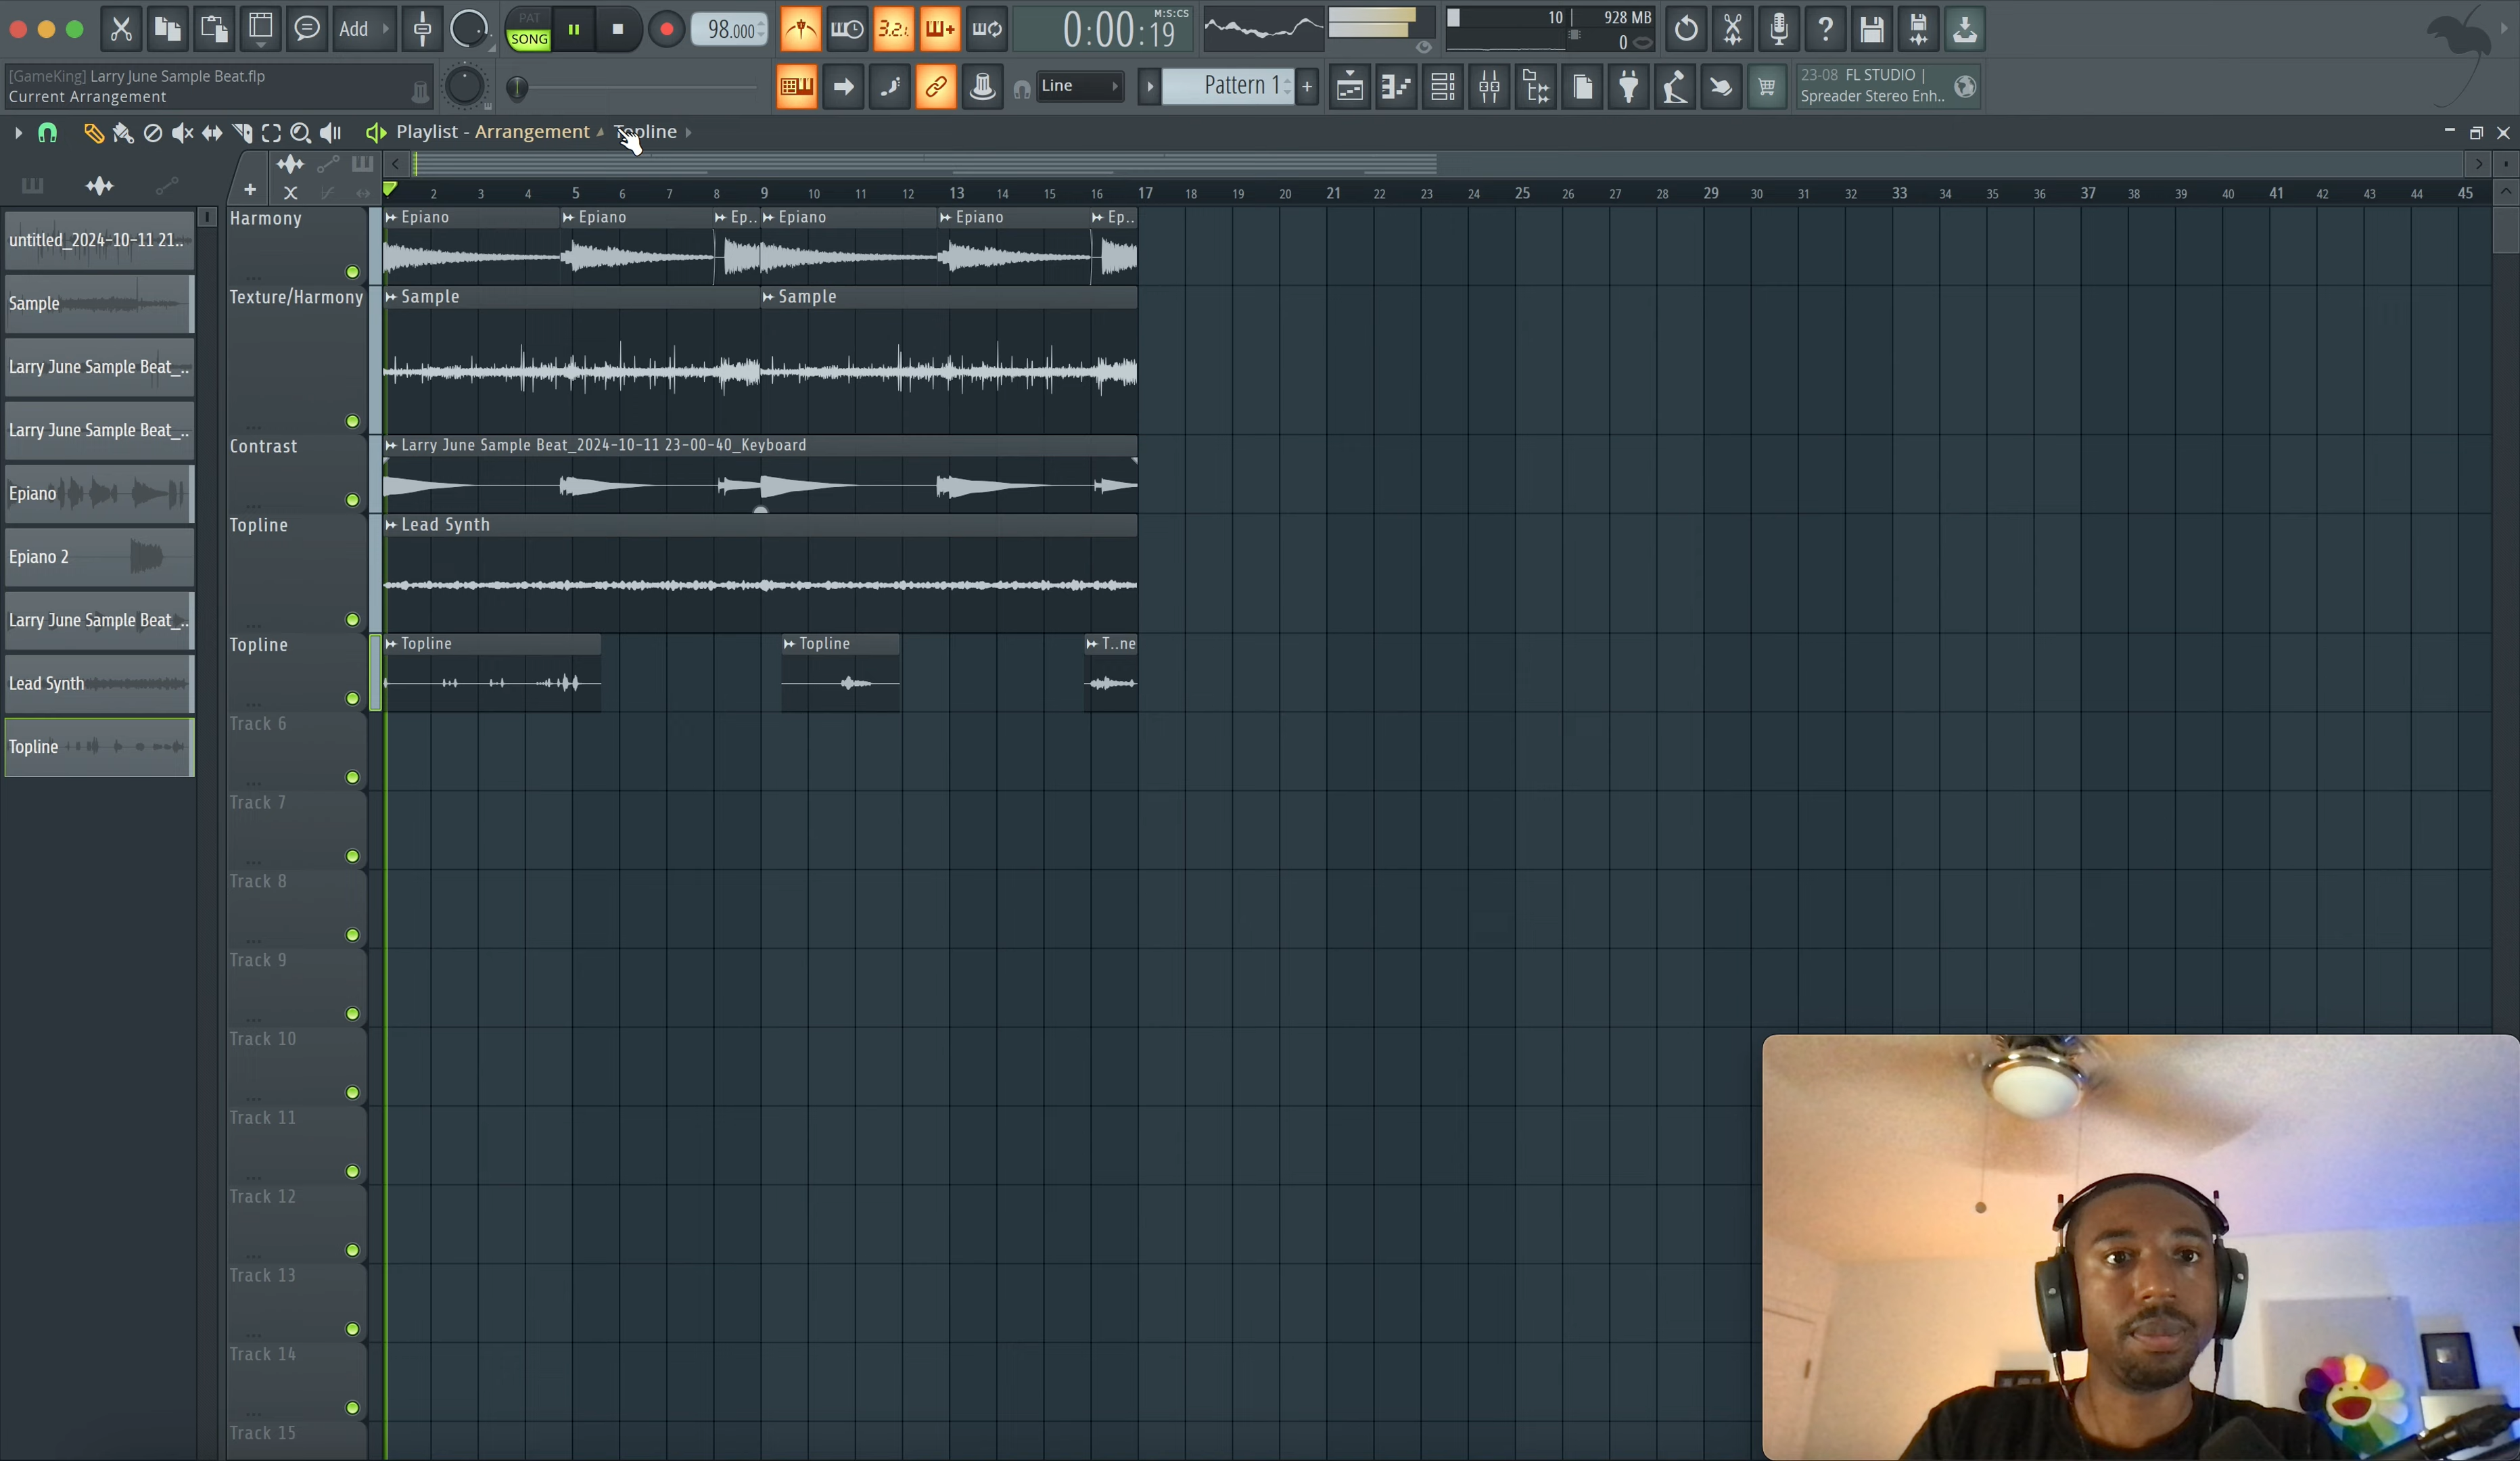 Add
PAT
SONG
98.000
3.2.
M:S:CS
0:00:19
10
928 MB
0
[GameKing] Larry June Sample Beat.flp
Current Arrangement
Line
Pattern 1
+
23-08 FL STUDIO |
Spreader Stereo Enh..
Playlist - Arrangement
Topline
2 3 4 5 6 7 8 9 10 11 12 13 14 15 16 17 18 19 20 21 22 23 24 25 26 27 28 29 30 31 32 33 34 35 36 37 38 39 40 41 42 43 44 45
untitled_2024-10-11 21..
Sample
Larry June Sample Beat_..
Larry June Sample Beat_..
Epiano
Epiano 2
Larry June Sample Beat_..
Lead Synth
Topline
Harmony
Epiano
Epiano
Ep..
Epiano
Epiano
Ep..
Texture/Harmony
Sample
Sample
Contrast
Larry June Sample Beat_2024-10-11 23-00-40_Keyboard
Topline
Lead Synth
Topline
Topline
Topline
T..ne
Track 6
Track 7
Track 8
Track 9
Track 10
Track 11
Track 12
Track 13
Track 14
Track 15